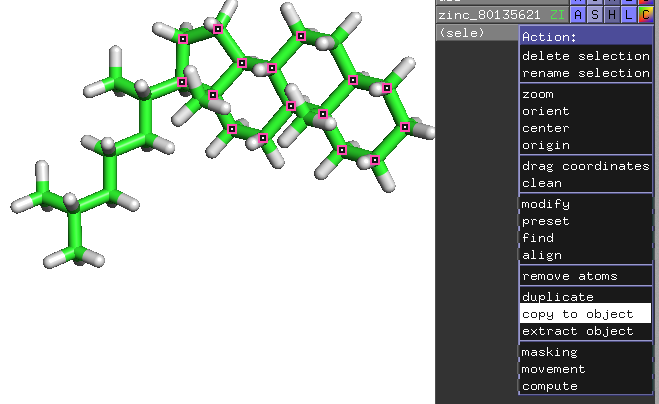 zinc_80135621 ZI A S H L C
(sele)
Action:
delete selection
rename selection
zoom
orient
center
origin
drag coordinates
clean
modify
preset
find
align
remove atoms
duplicate
copy to object
extract object
masking
movement
compute